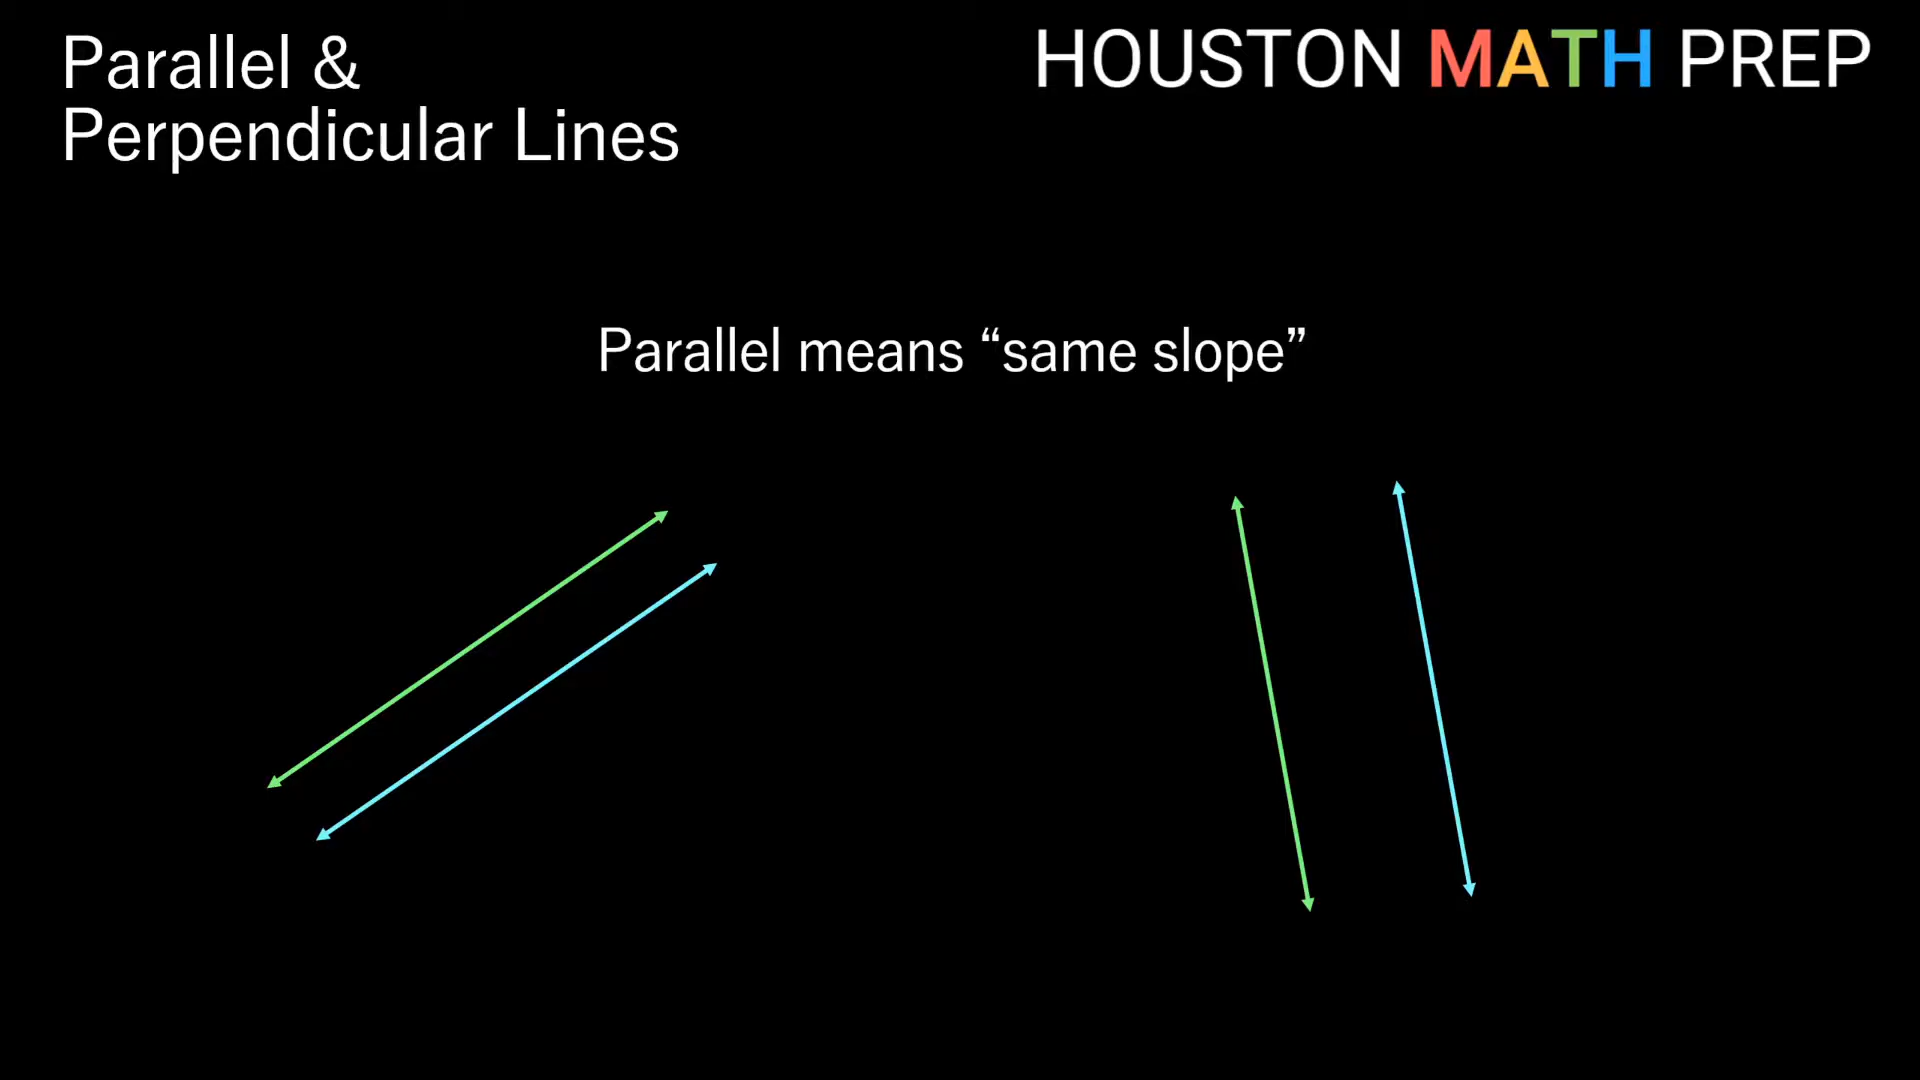 Parallel &
Perpendicular Lines
HOUSTON MATH PREP
Parallel means “same slope”